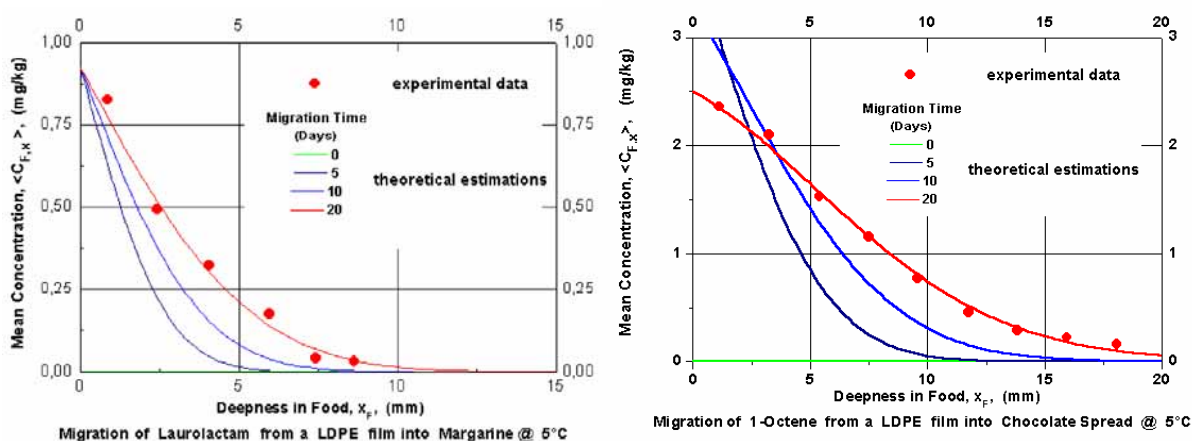 0 5 10 15
1,00 1,00
experimental data
0,75 0,75
Migration Time
(Days)
0
5
10
20
theoretical estimations
0,50 0,50
0,25 0,25
0,00 0,00
0 5 10 15
Mean Concentration, <C_F,x>, (mg/kg)
Deepness in Food, x_F, (mm)
Migration of Laurolactam from a LDPE film into Margarine @ 5°C
0 5 10 15 20
3 3
experimental data
Migration Time
(Days)
0
5
10
20
theoretical estimations
2 2
1 1
0 0
0 5 10 15 20
Mean Concentration, <C_F,x>, (mg/kg)
Deepness in Food, x_F, (mm)
Migration of 1-Octene from a LDPE film into Chocolate Spread @ 5°C